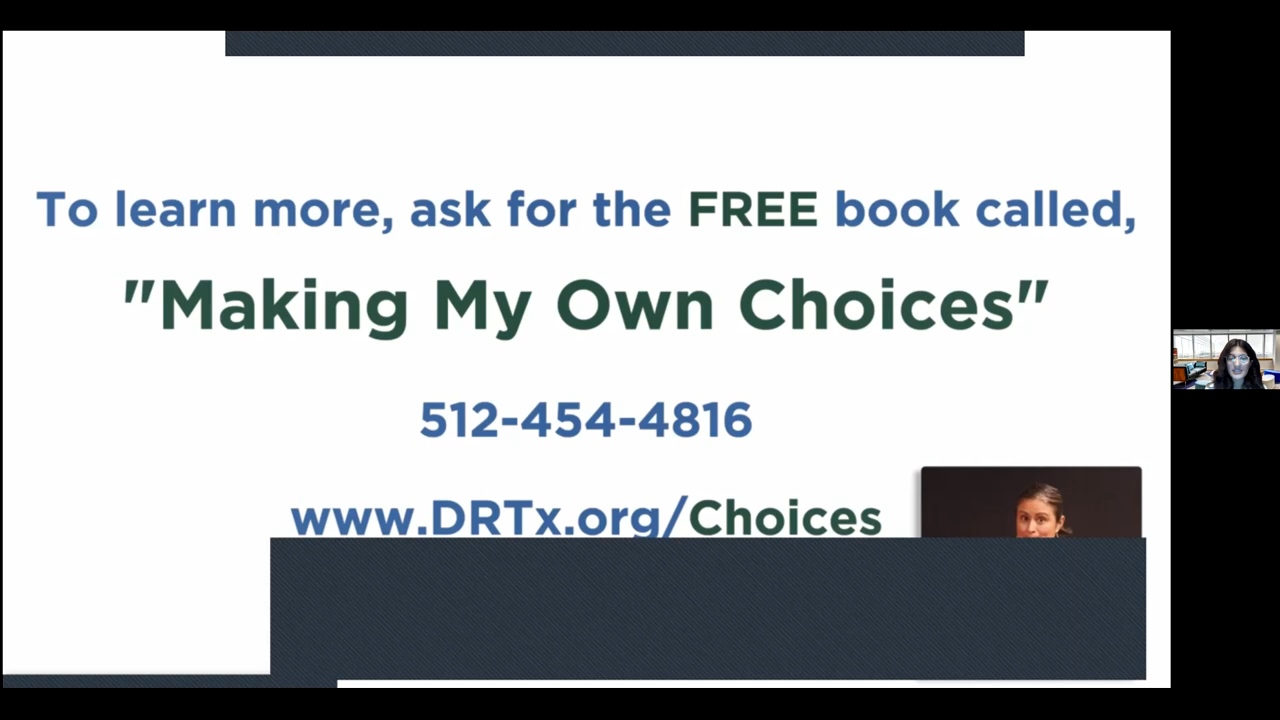 To learn more, ask for the FREE book called,
"Making My Own Choices"
512-454-4816
www.DRTx.org/Choices